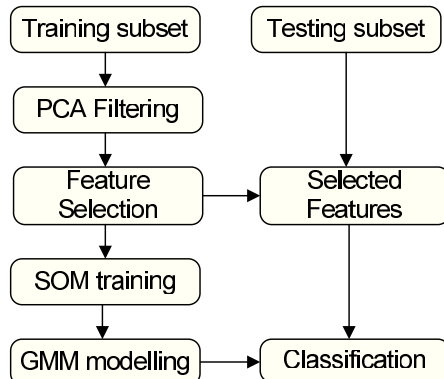 Training subset
Testing subset
PCA Filtering
Feature
Selection
Selected
Features
SOM training
GMM modelling
Classification